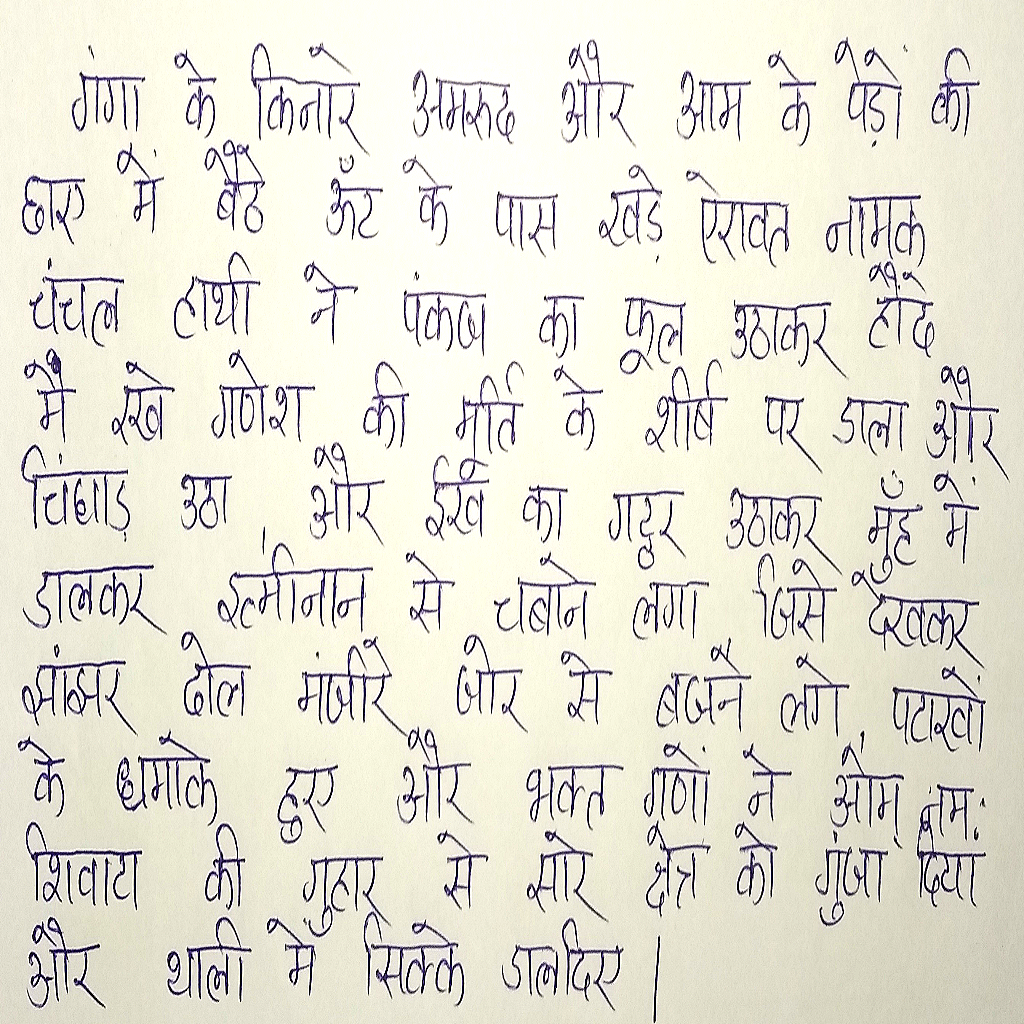 गंगा के किनारे अमरूद और आम के पेड़ों की
छाए में बैठे ऊँट के पास खड़े ऐरावत नामक
चंचल हाथी ने पंकज का फूल उठाकर हौदे
मैं रखे गणेश की मूर्ति के शीर्ष पर डाला और
चिंघाड़ उठा, और ईख का गट्ठर उठाकर मुँह में
डालकर इत्मीनान से चबाने लगा जिसे देखकर
झांझर ढोल मंजीरे जोर से बजने लगे, पटाखों
के धमाके हुए और भक्त गणों ने ओम् नमः
शिवाय की गुहार से सारे क्षेत्र को गुंजा दिया
और थाली में सिक्के डालदिए |